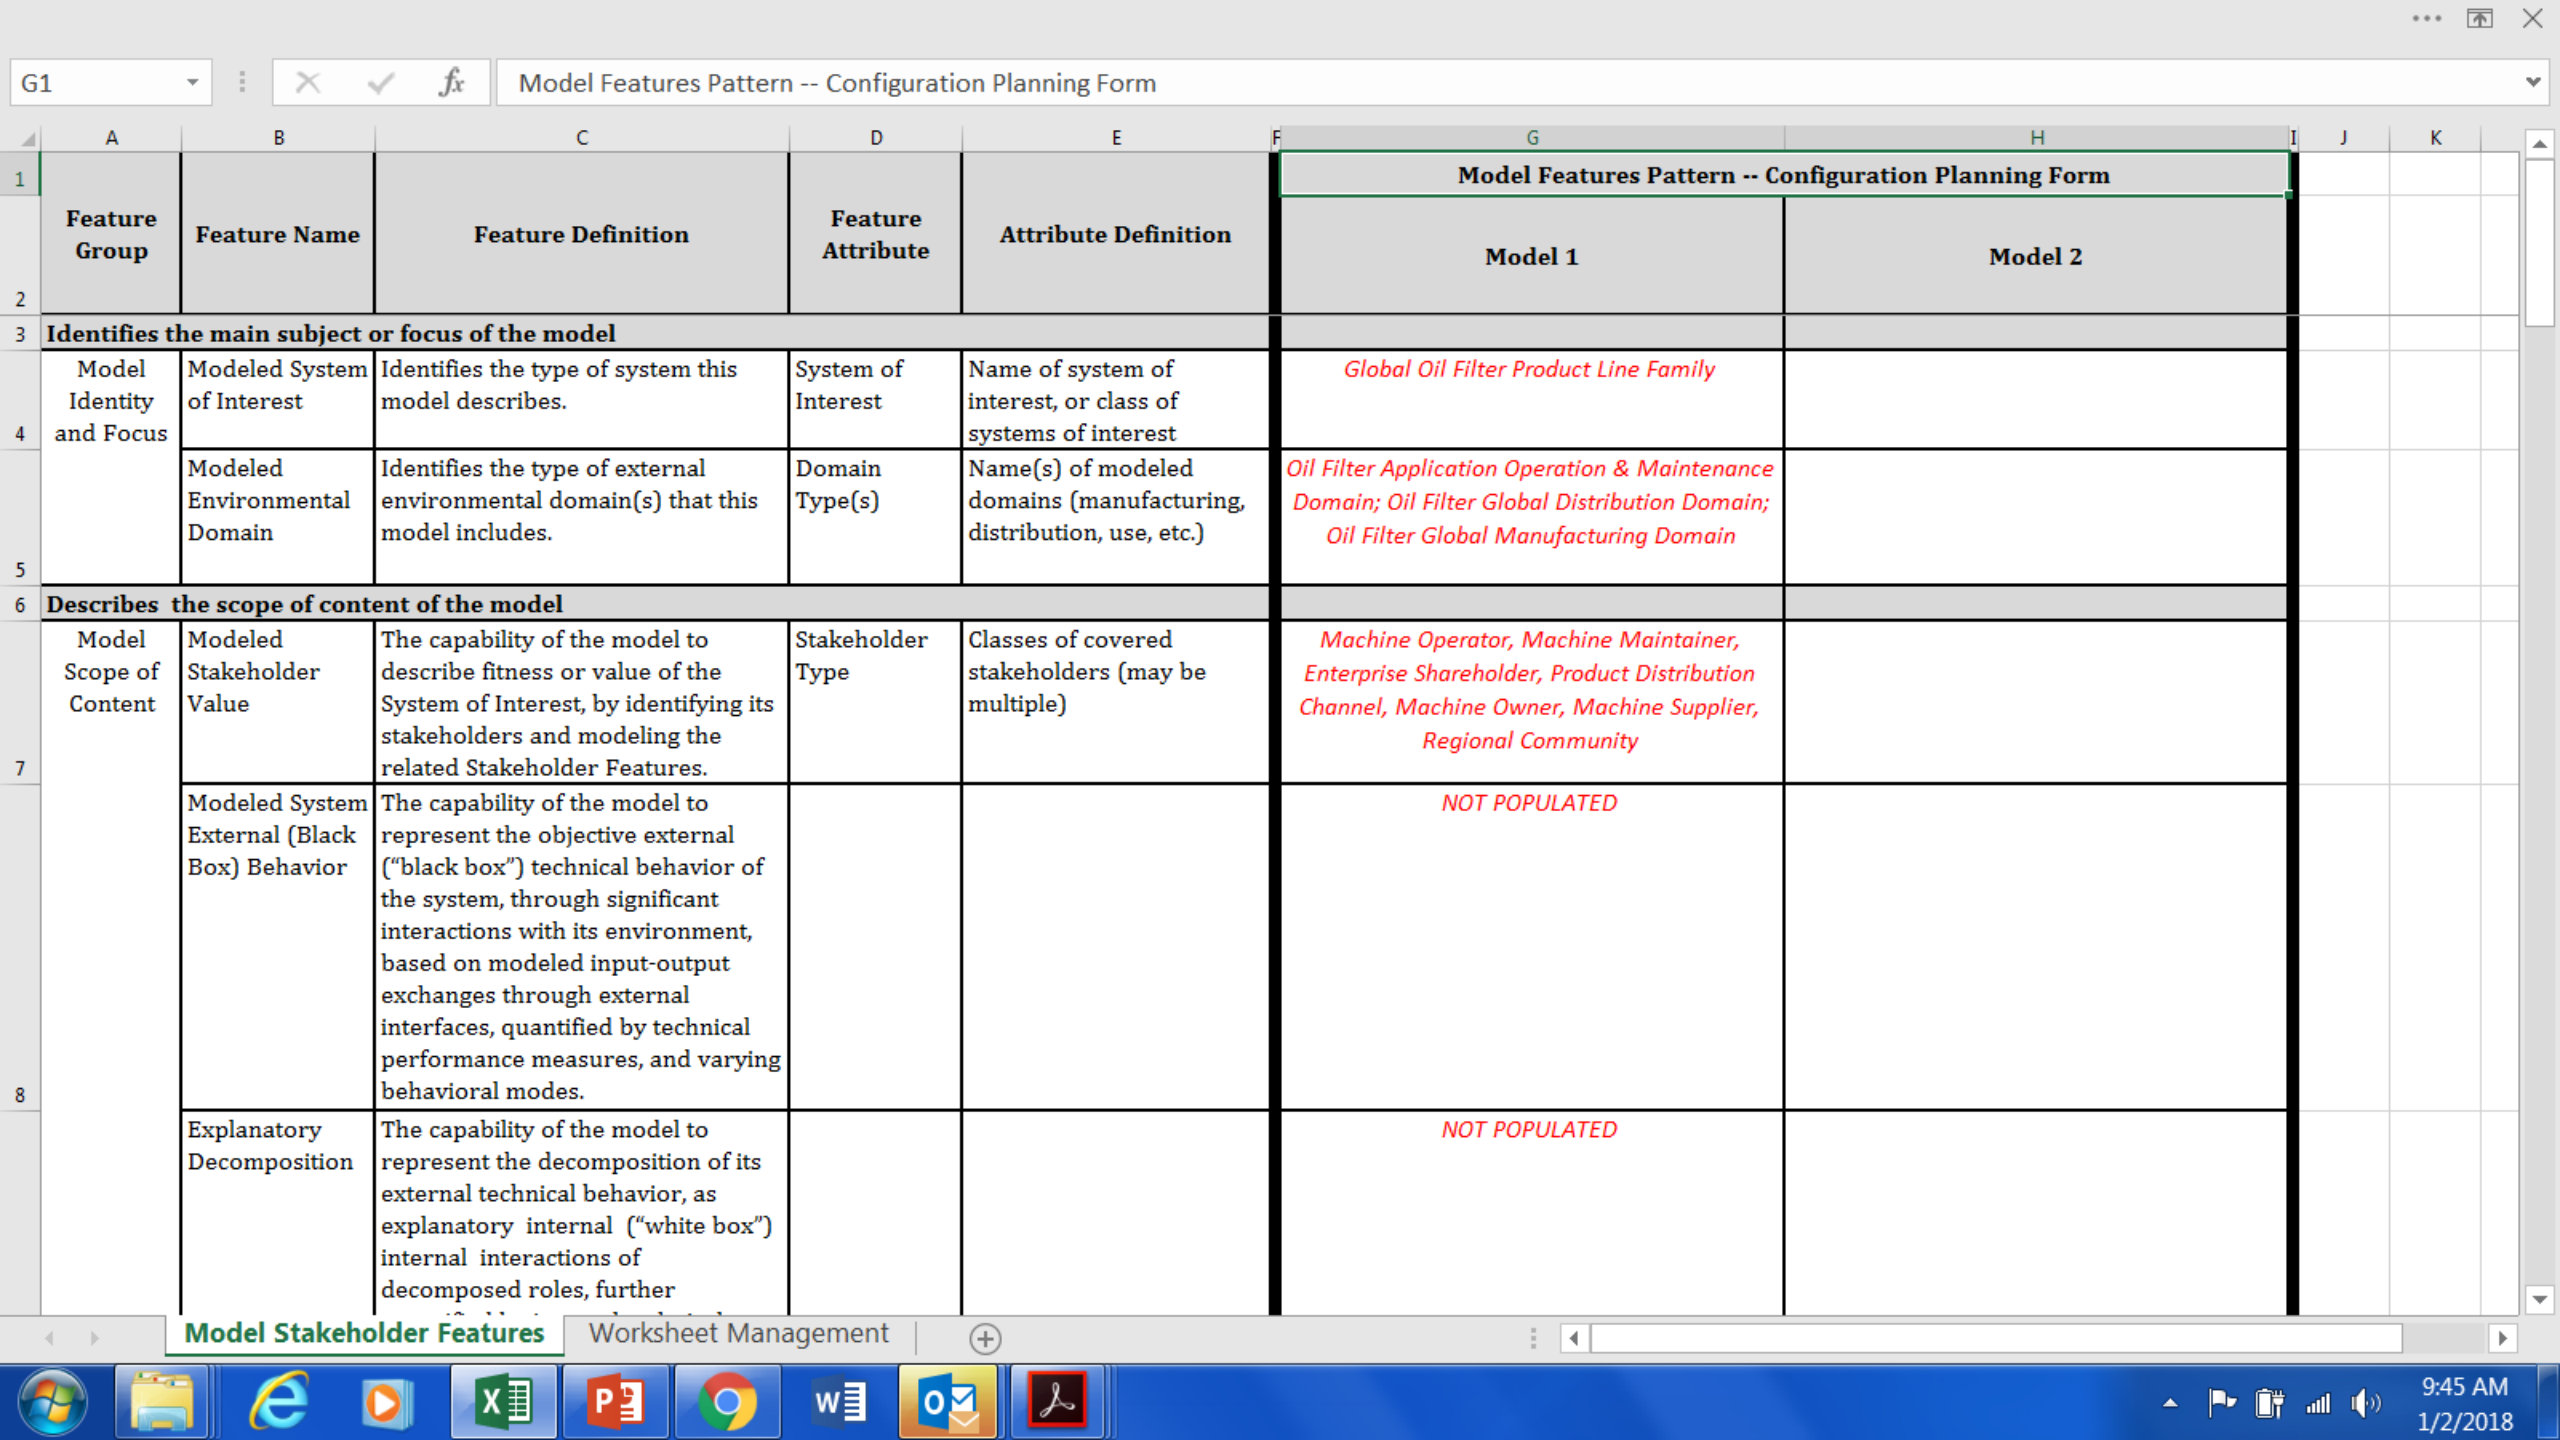 G1
fx
Model Features Pattern -- Configuration Planning Form
A B C D E F G H I J K
1
Model Features Pattern -- Configuration Planning Form
2
Feature
Group
Feature Name
Feature Definition
Feature
Attribute
Attribute Definition
Model 1
Model 2
3
Identifies the main subject or focus of the model
4
Model
Identity
and Focus
Modeled System
of Interest
Identifies the type of system this
model describes.
System of
Interest
Name of system of
interest, or class of
systems of interest
Global Oil Filter Product Line Family
5
Modeled
Environmental
Domain
Identifies the type of external
environmental domain(s) that this
model includes.
Domain
Type(s)
Name(s) of modeled
domains (manufacturing,
distribution, use, etc.)
Oil Filter Application Operation & Maintenance
Domain; Oil Filter Global Distribution Domain;
Oil Filter Global Manufacturing Domain
6
Describes  the scope of content of the model
7
Model
Scope of
Content
Modeled
Stakeholder
Value
The capability of the model to
describe fitness or value of the
System of Interest, by identifying its
stakeholders and modeling the
related Stakeholder Features.
Stakeholder
Type
Classes of covered
stakeholders (may be
multiple)
Machine Operator, Machine Maintainer,
Enterprise Shareholder, Product Distribution
Channel, Machine Owner, Machine Supplier,
Regional Community
8
Modeled System
External (Black
Box) Behavior
The capability of the model to
represent the objective external
(“black box”) technical behavior of
the system, through significant
interactions with its environment,
based on modeled input-output
exchanges through external
interfaces, quantified by technical
performance measures, and varying
behavioral modes.
NOT POPULATED
Explanatory
Decomposition
The capability of the model to
represent the decomposition of its
external technical behavior, as
explanatory  internal  (“white box”)
internal  interactions of
decomposed roles, further
NOT POPULATED
Model Stakeholder Features
Worksheet Management
9:45 AM
1/2/2018